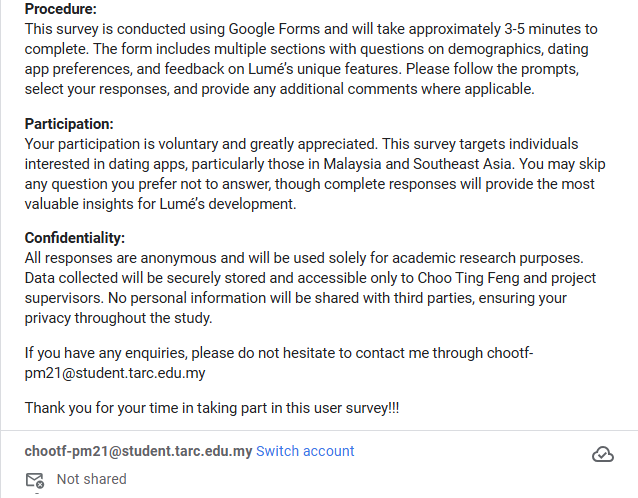 Procedure:
This survey is conducted using Google Forms and will take approximately 3-5 minutes to
complete. The form includes multiple sections with questions on demographics, dating
app preferences, and feedback on Lumé’s unique features. Please follow the prompts,
select your responses, and provide any additional comments where applicable.
Participation:
Your participation is voluntary and greatly appreciated. This survey targets individuals
interested in dating apps, particularly those in Malaysia and Southeast Asia. You may skip
any question you prefer not to answer, though complete responses will provide the most
valuable insights for Lumé’s development.
Confidentiality:
All responses are anonymous and will be used solely for academic research purposes.
Data collected will be securely stored and accessible only to Choo Ting Feng and project
supervisors. No personal information will be shared with third parties, ensuring your
privacy throughout the study.
If you have any enquiries, please do not hesitate to contact me through chootf-
pm21@student.tarc.edu.my
Thank you for your time in taking part in this user survey!!!
chootf-pm21@student.tarc.edu.my Switch account
Not shared